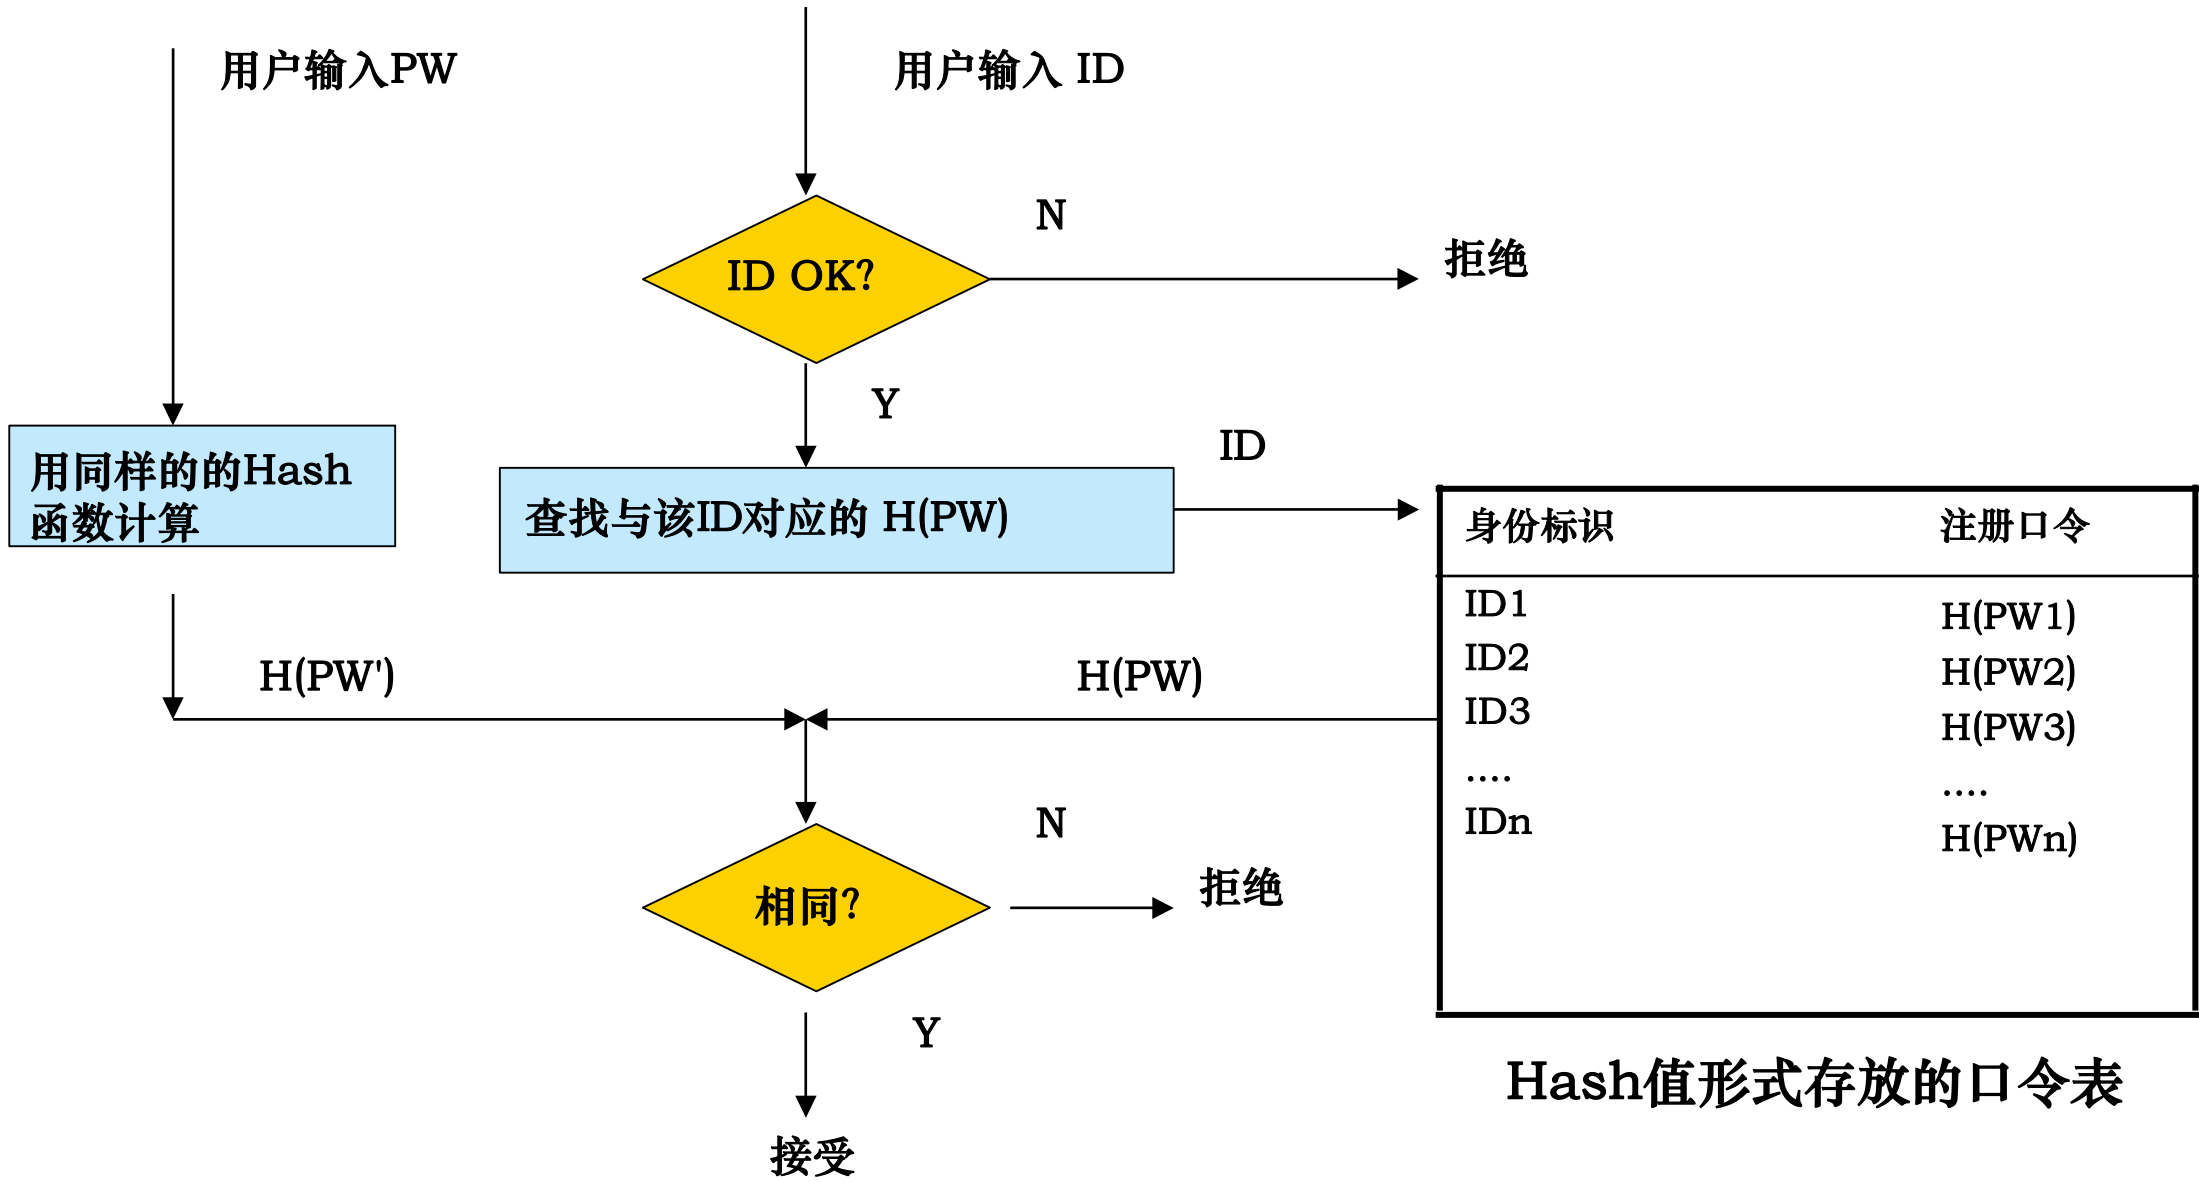 用户输入PW
用户输入 ID
N
拒绝
ID OK?
Y
ID
用同样的的Hash
函数计算
查找与该ID对应的 H(PW)
身份标识
注册口令
ID1
H(PW1)
ID2
H(PW2)
ID3
H(PW3)
....
....
IDn
H(PWn)
H(PW')
H(PW)
N
拒绝
相同?
Y
接受
Hash值形式存放的口令表